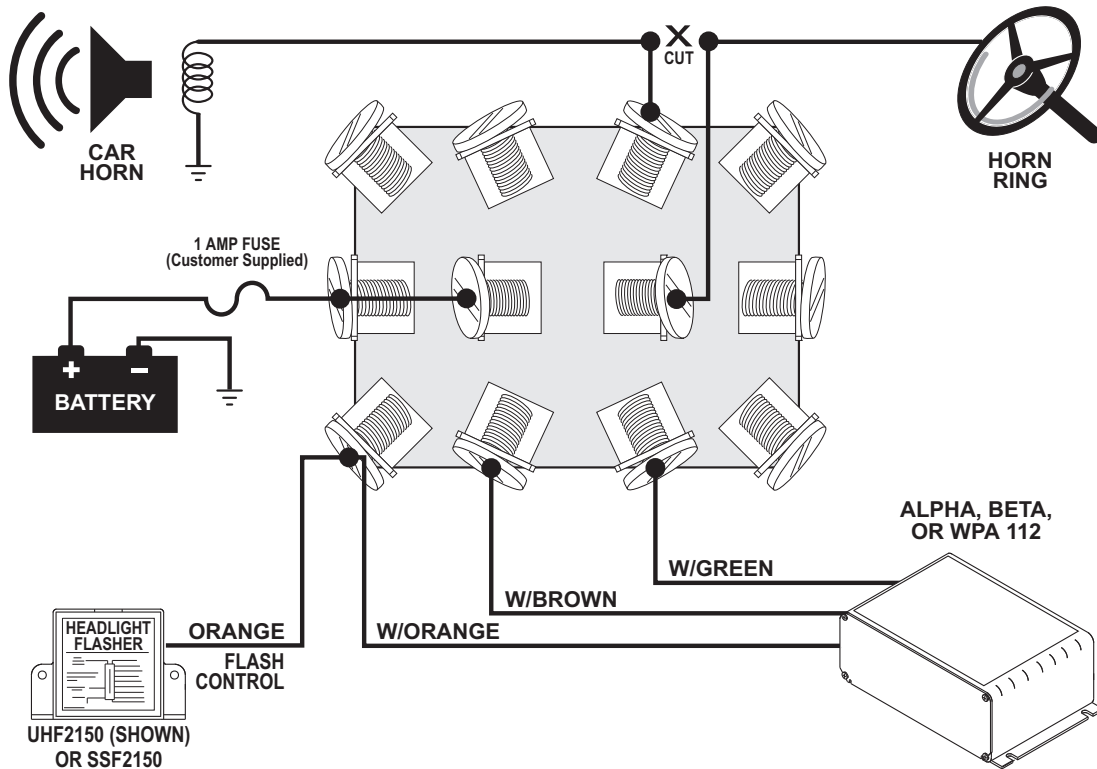 X
CUT
CAR
HORN
HORN
RING
1 AMP FUSE
(Customer Supplied)
+ −
BATTERY
ALPHA, BETA,
OR WPA 112
W/GREEN
W/BROWN
ORANGE
W/ORANGE
FLASH
CONTROL
HEADLIGHT
FLASHER
UHF2150 (SHOWN)
OR SSF2150